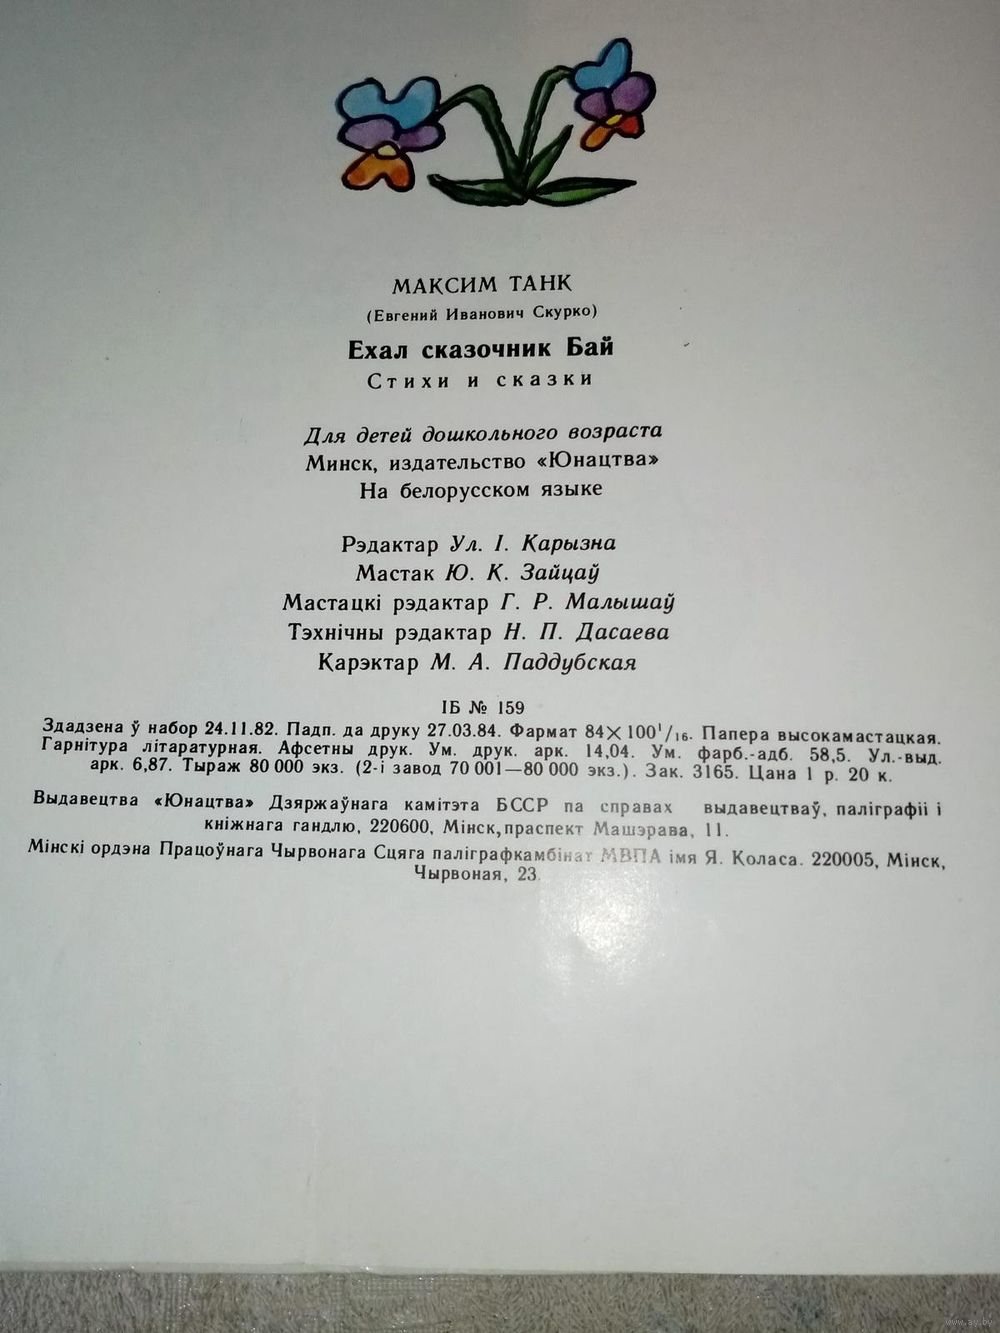 МАКСИМ ТАНК
(Евгений Иванович Скурко)
Ехал сказочник Бай
Стихи и сказки
Для детей дошкольного возраста
Минск, издательство «Юнацтва»
На белорусском языке
Рэдактар Ул. І. Карызна
Мастак Ю. К. Зайцаў
Мастацкі рэдактар Г. Р. Малышаў
Тэхнічны рэдактар Н. П. Дасаева
Карэктар М. А. Паддубская
ІБ № 159
Здадзена ў набор 24.11.82. Падп. да друку 27.03.84. Фармат 84×100¹/₁₆. Папера высокамастацкая.
Гарнітура літаратурная. Афсетны друк. Ум. друк. арк. 14,04. Ум. фарб.-адб. 58,5. Ул.-выд.
арк. 6,87. Тыраж 80 000 экз. (2-і завод 70 001—80 000 экз.). Зак. 3165. Цана 1 р. 20 к.
Выдавецтва «Юнацтва» Дзяржаўнага камітэта БССР па справах выдавецтваў, паліграфіі і
кніжнага гандлю, 220600, Мінск, праспект Машэрава, 11.
Мінскі ордэна Працоўнага Чырвонага Сцяга паліграфкамбінат МВПА імя Я. Коласа. 220005, Мінск,
Чырвоная, 23.
www.ay.by